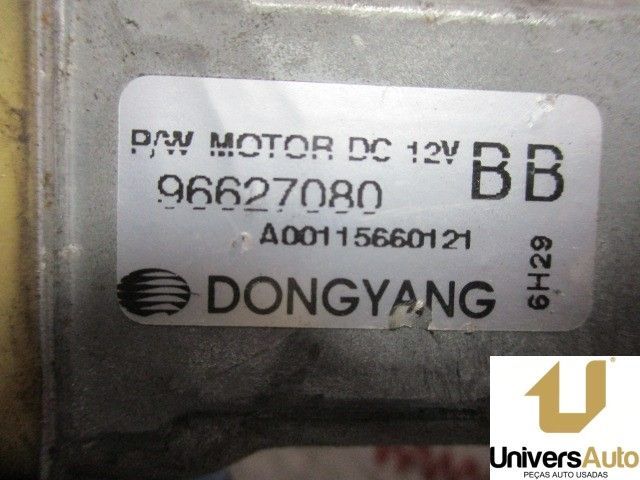 P/W MOTOR DC 12V
BB
96627080
A00115660121
6H29
DONGYANG
UniversAuto
PEÇAS AUTO USADAS